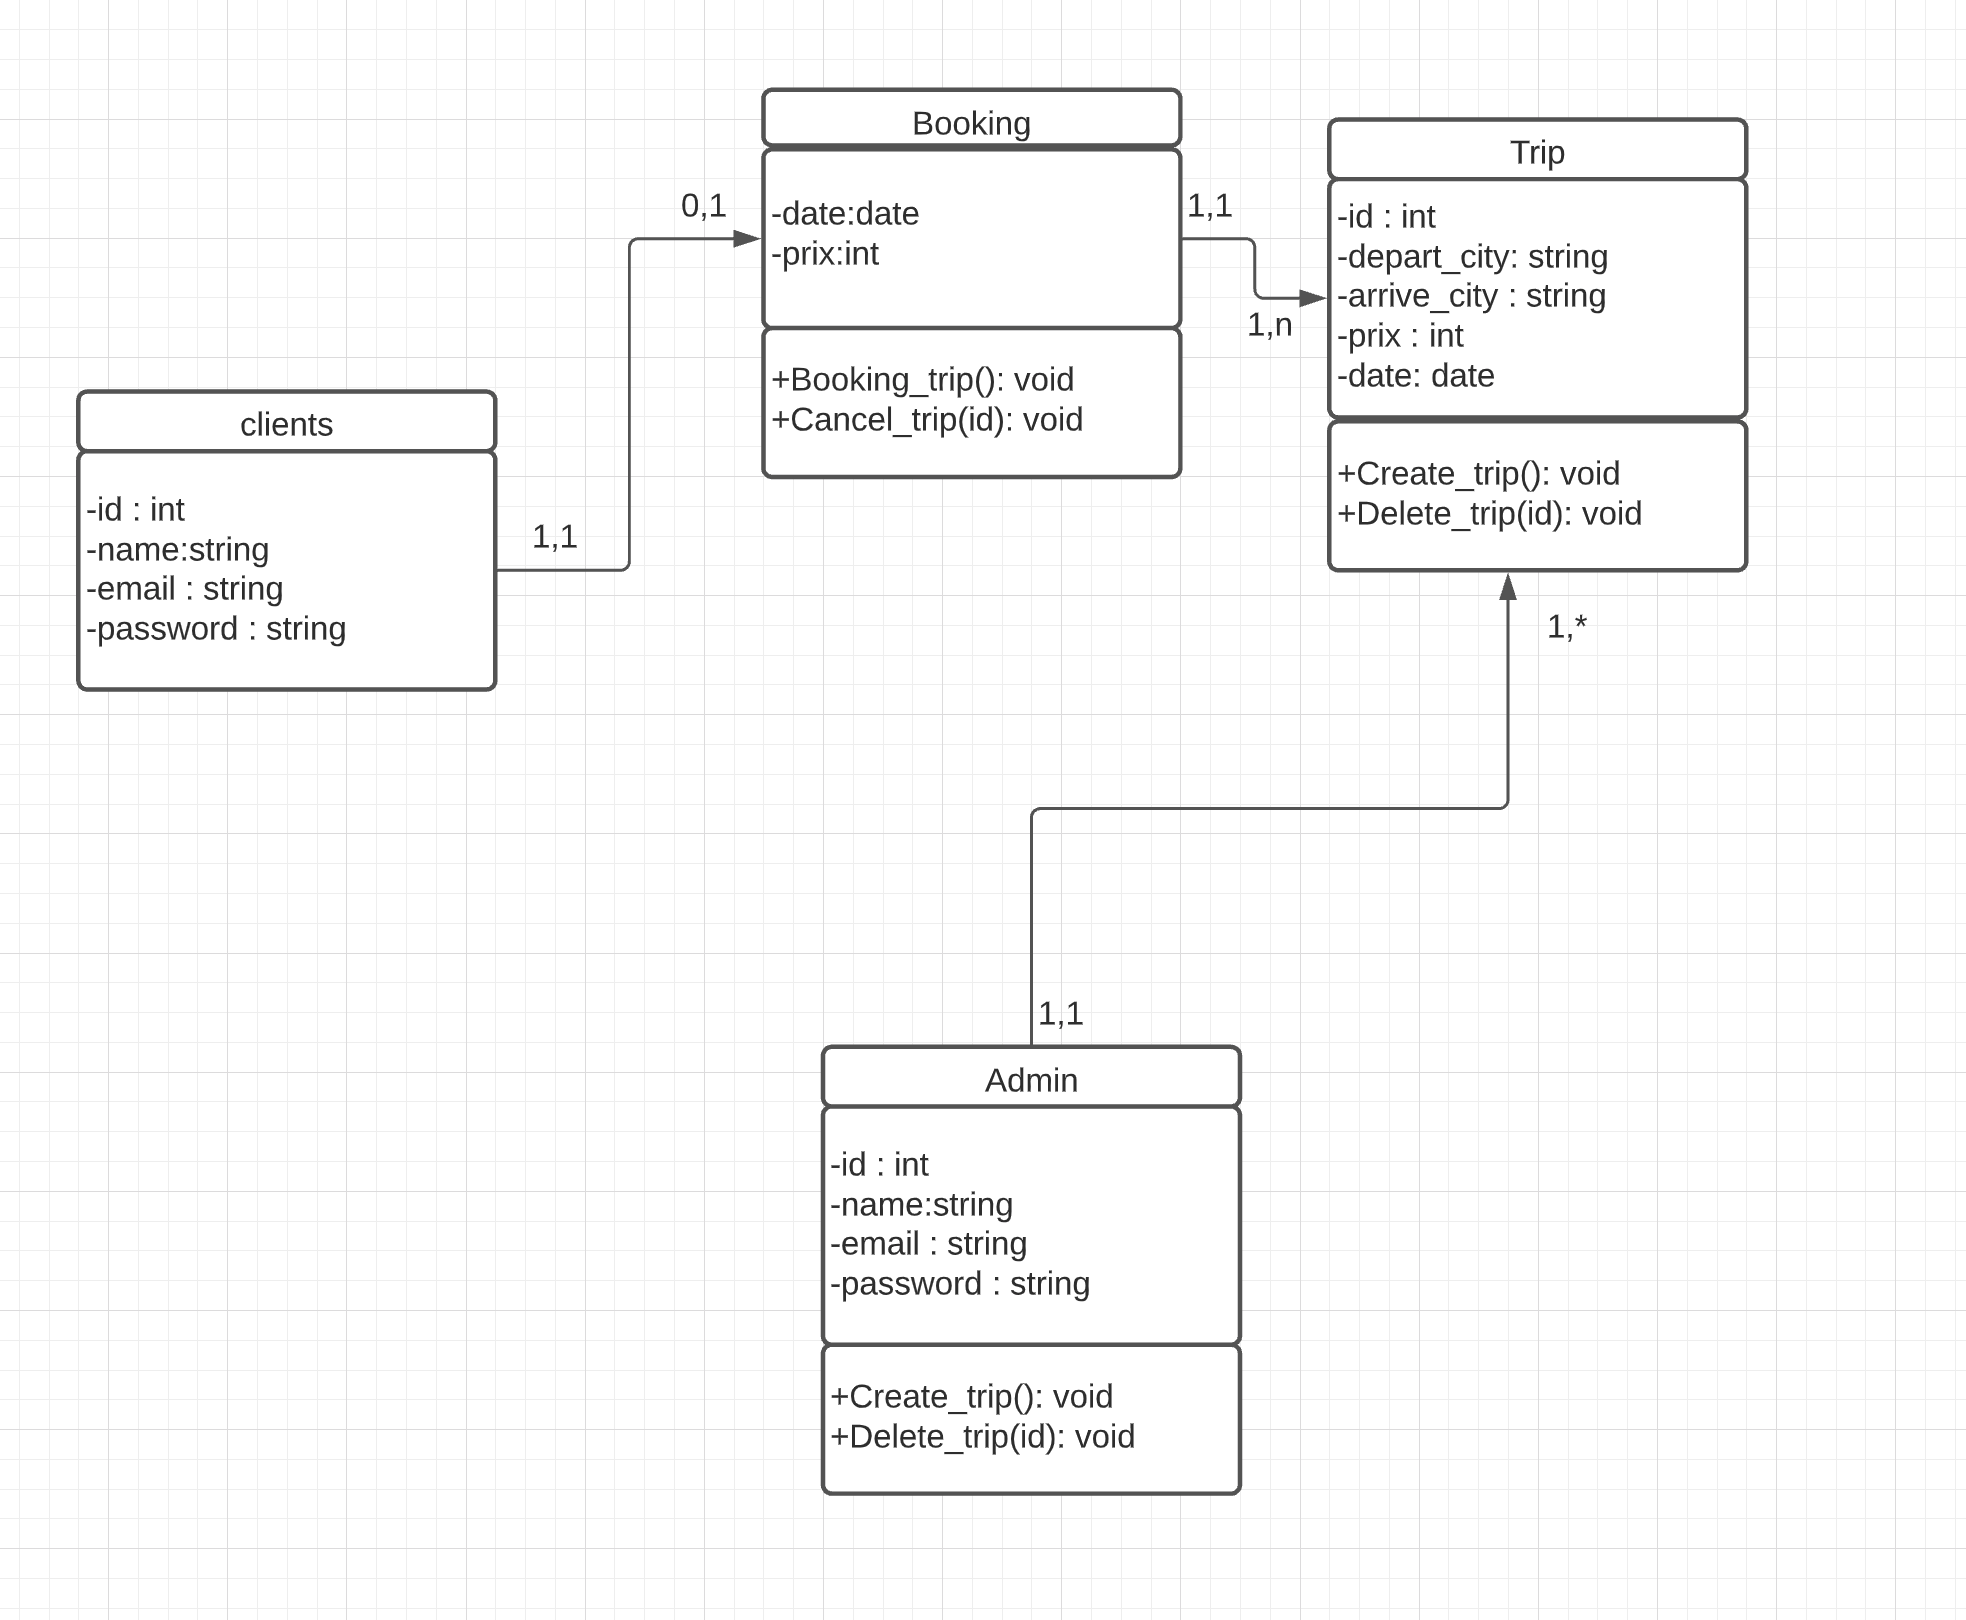 Booking
-date:date
-prix:int
+Booking_trip(): void
+Cancel_trip(id): void
0,1
1,1
1,n
Trip
-id : int
-depart_city: string
-arrive_city : string
-prix : int
-date: date
+Create_trip(): void
+Delete_trip(id): void
clients
-id : int
-name:string
-email : string
-password : string
1,1
1,*
1,1
Admin
-id : int
-name:string
-email : string
-password : string
+Create_trip(): void
+Delete_trip(id): void